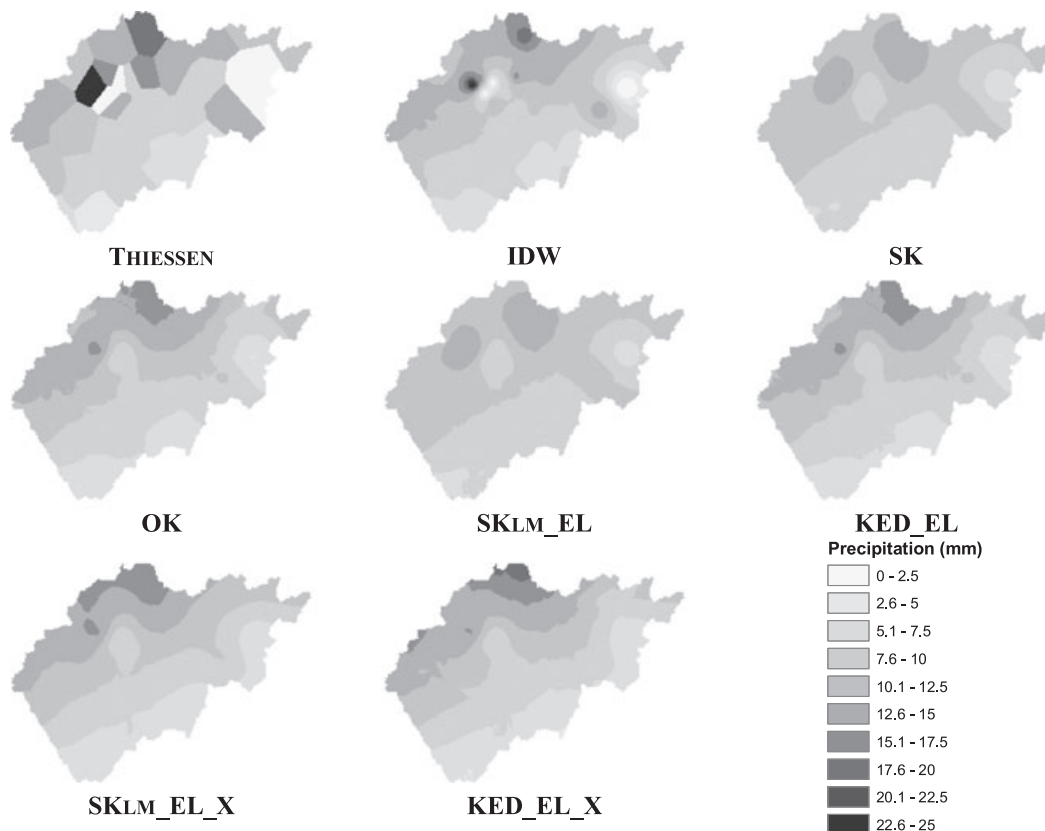 THIESSEN
IDW
SK
OK
SKLM_EL
KED_EL
Precipitation (mm)
0 - 2.5
2.6 - 5
5.1 - 7.5
7.6 - 10
10.1 - 12.5
12.6 - 15
15.1 - 17.5
17.6 - 20
20.1 - 22.5
22.6 - 25
SKLM_EL_X
KED_EL_X